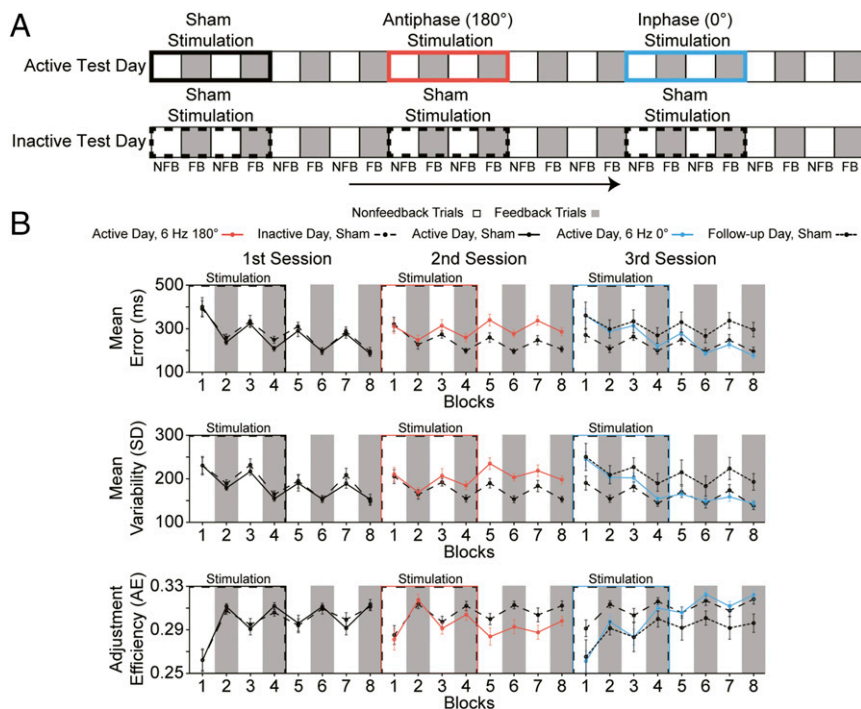 A
Sham Stimulation
Antiphase (180°) Stimulation
Inphase (0°) Stimulation
Active Test Day
Sham Stimulation
Sham Stimulation
Sham Stimulation
Inactive Test Day
NFB FB NFB FB NFB FB NFB FB NFB FB NFB FB NFB FB NFB FB NFB FB NFB FB NFB FB NFB FB
Nonfeedback Trials Feedback Trials
B
Active Day, 6 Hz 180° Inactive Day, Sham Active Day, Sham Active Day, 6 Hz 0° Follow-up Day, Sham
1st Session 2nd Session 3rd Session
Stimulation Stimulation Stimulation
Mean Error (ms)
500
300
100
1 2 3 4 5 6 7 8 1 2 3 4 5 6 7 8 1 2 3 4 5 6 7 8
Blocks Blocks Blocks
Stimulation Stimulation Stimulation
Mean Variability (SD)
300
200
100
1 2 3 4 5 6 7 8 1 2 3 4 5 6 7 8 1 2 3 4 5 6 7 8
Blocks Blocks Blocks
Stimulation Stimulation Stimulation
Adjustment Efficiency (AE)
0.33
0.29
0.25
1 2 3 4 5 6 7 8 1 2 3 4 5 6 7 8 1 2 3 4 5 6 7 8
Blocks Blocks Blocks